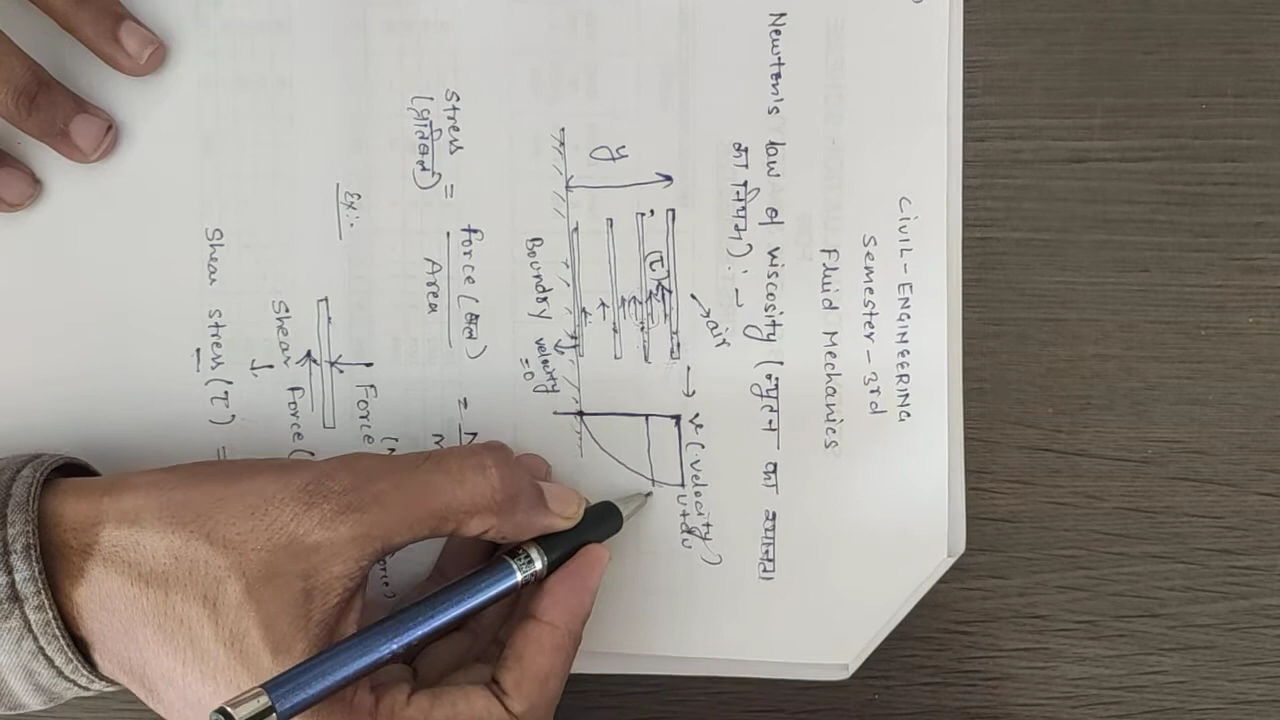 CIVIL-ENGINEERING
Semester-3rd
Fluid Mechanics
Newton's law of viscosity (न्यूटन का श्यानता
का नियम):-
→ air
→ v (velocity)
u+du
y
(τ)
Boundry velocity
=0
stress = force (बल) =
(प्रतिबल) Area
Ex:-
Force
Shear Force (
Shear stress (τ) =